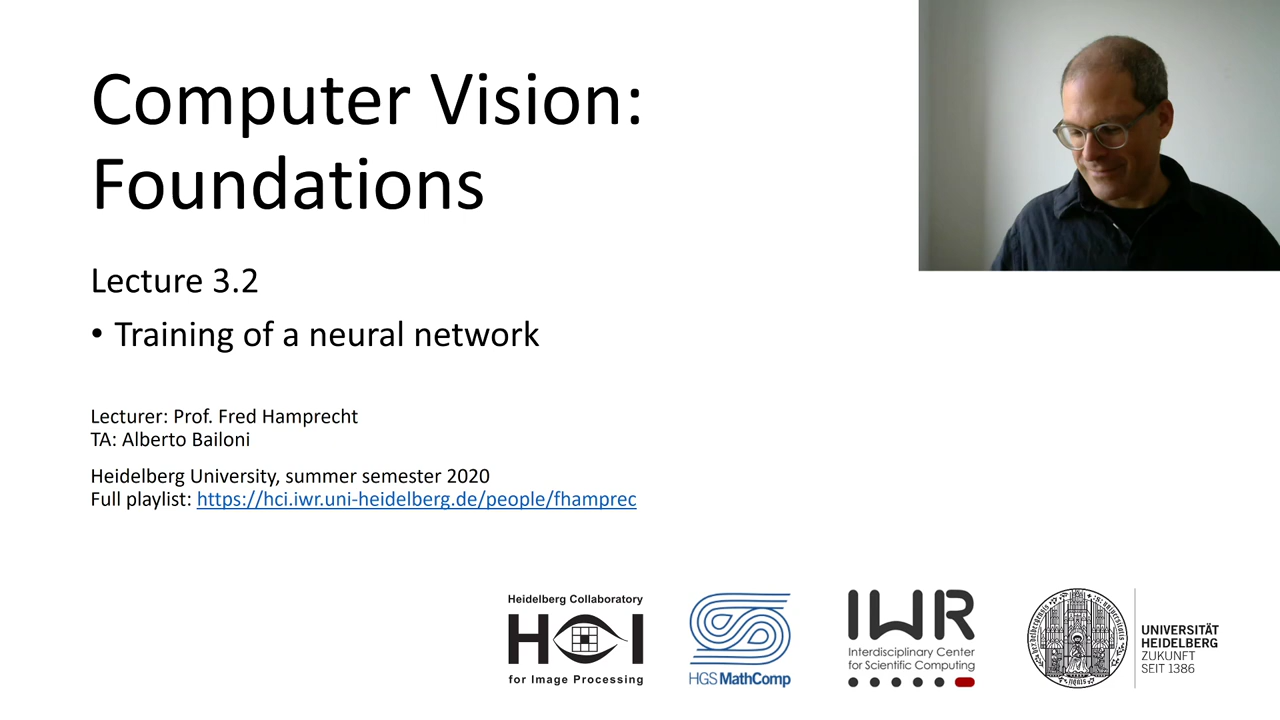 Computer Vision:
Foundations
Lecture 3.2
• Training of a neural network
Lecturer: Prof. Fred Hamprecht
TA: Alberto Bailoni
Heidelberg University, summer semester 2020
Full playlist: https://hci.iwr.uni-heidelberg.de/people/fhamprec
Heidelberg Collaboratory
HCI
for Image Processing
HGS MathComp
IWR
Interdisciplinary Center
for Scientific Computing
UNIVERSITÄT
HEIDELBERG
ZUKUNFT
SEIT 1386